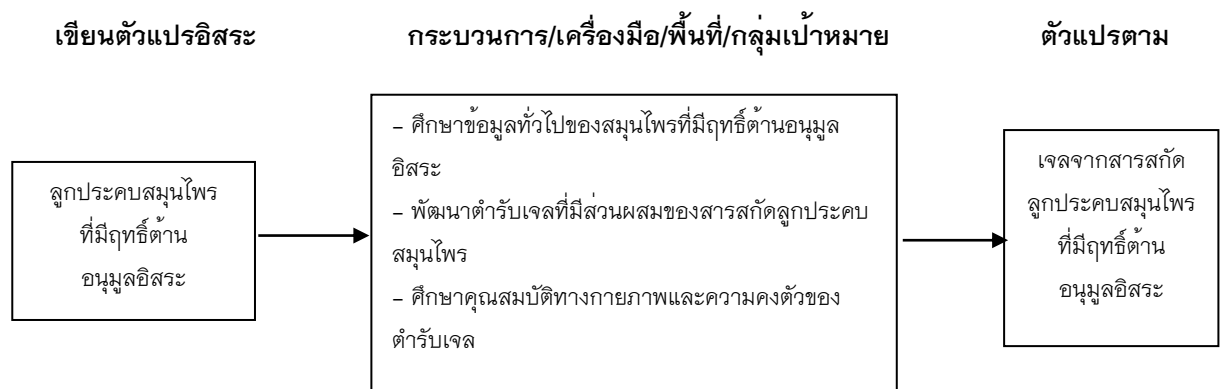 เขียนตัวแปรอิสระ
กระบวนการ/เครื่องมือ/พื้นที่/กลุ่มเป้าหมาย
ตัวแปรตาม
ลูกประคบสมุนไพร
ที่มีฤทธิ์ต้าน
อนุมูลอิสระ
– ศึกษาข้อมูลทั่วไปของสมุนไพรที่มีฤทธิ์ต้านอนุมูล
อิสระ
– พัฒนาตำรับเจลที่มีส่วนผสมของสารสกัดลูกประคบ
สมุนไพร
– ศึกษาคุณสมบัติทางกายภาพและความคงตัวของ
ตำรับเจล
เจลจากสารสกัด
ลูกประคบสมุนไพร
ที่มีฤทธิ์ต้าน
อนุมูลอิสระ